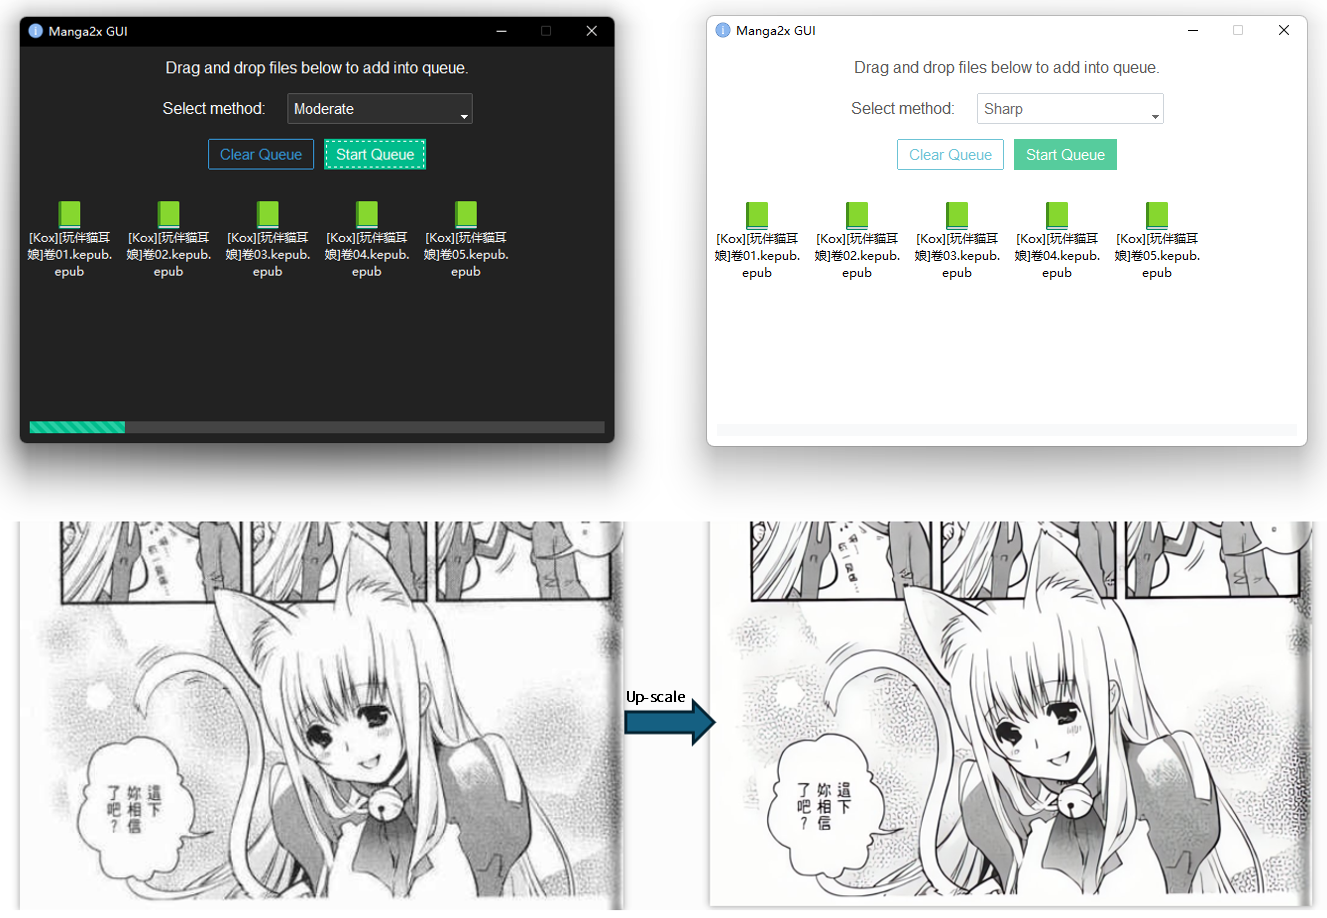 Manga2x GUI
Drag and drop files below to add into queue.
Select method:
Moderate
Clear Queue
Start Queue
[Kox][玩伴貓耳
娘]卷01.kepub.
epub
[Kox][玩伴貓耳
娘]卷02.kepub.
epub
[Kox][玩伴貓耳
娘]卷03.kepub.
epub
[Kox][玩伴貓耳
娘]卷04.kepub.
epub
[Kox][玩伴貓耳
娘]卷05.kepub.
epub
Manga2x GUI
Drag and drop files below to add into queue.
Select method:
Sharp
Clear Queue
Start Queue
[Kox][玩伴貓耳
娘]卷01.kepub.
epub
[Kox][玩伴貓耳
娘]卷02.kepub.
epub
[Kox][玩伴貓耳
娘]卷03.kepub.
epub
[Kox][玩伴貓耳
娘]卷04.kepub.
epub
[Kox][玩伴貓耳
娘]卷05.kepub.
epub
這下
妳相信
了吧？
Up-scale
這下
妳相信
了吧？